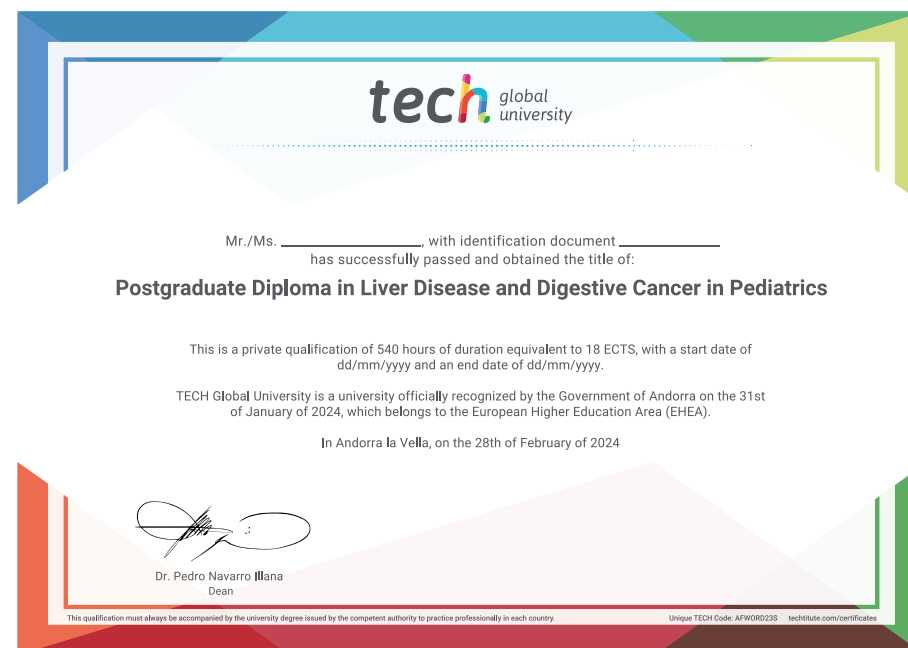 tech global
university
Mr./Ms. ____________________, with identification document ______________
has successfully passed and obtained the title of:
Postgraduate Diploma in Liver Disease and Digestive Cancer in Pediatrics
This is a private qualification of 540 hours of duration equivalent to 18 ECTS, with a start date of
dd/mm/yyyy and an end date of dd/mm/yyyy.
TECH Global University is a university officially recognized by the Government of Andorra on the 31st
of January of 2024, which belongs to the European Higher Education Area (EHEA).
In Andorra la Vella, on the 28th of February of 2024
Dr. Pedro Navarro Illana
Dean
This qualification must always be accompanied by the university degree issued by the competent authority to practice professionally in each country.
Unique TECH Code: AFWORD23S techtitute.com/certificates